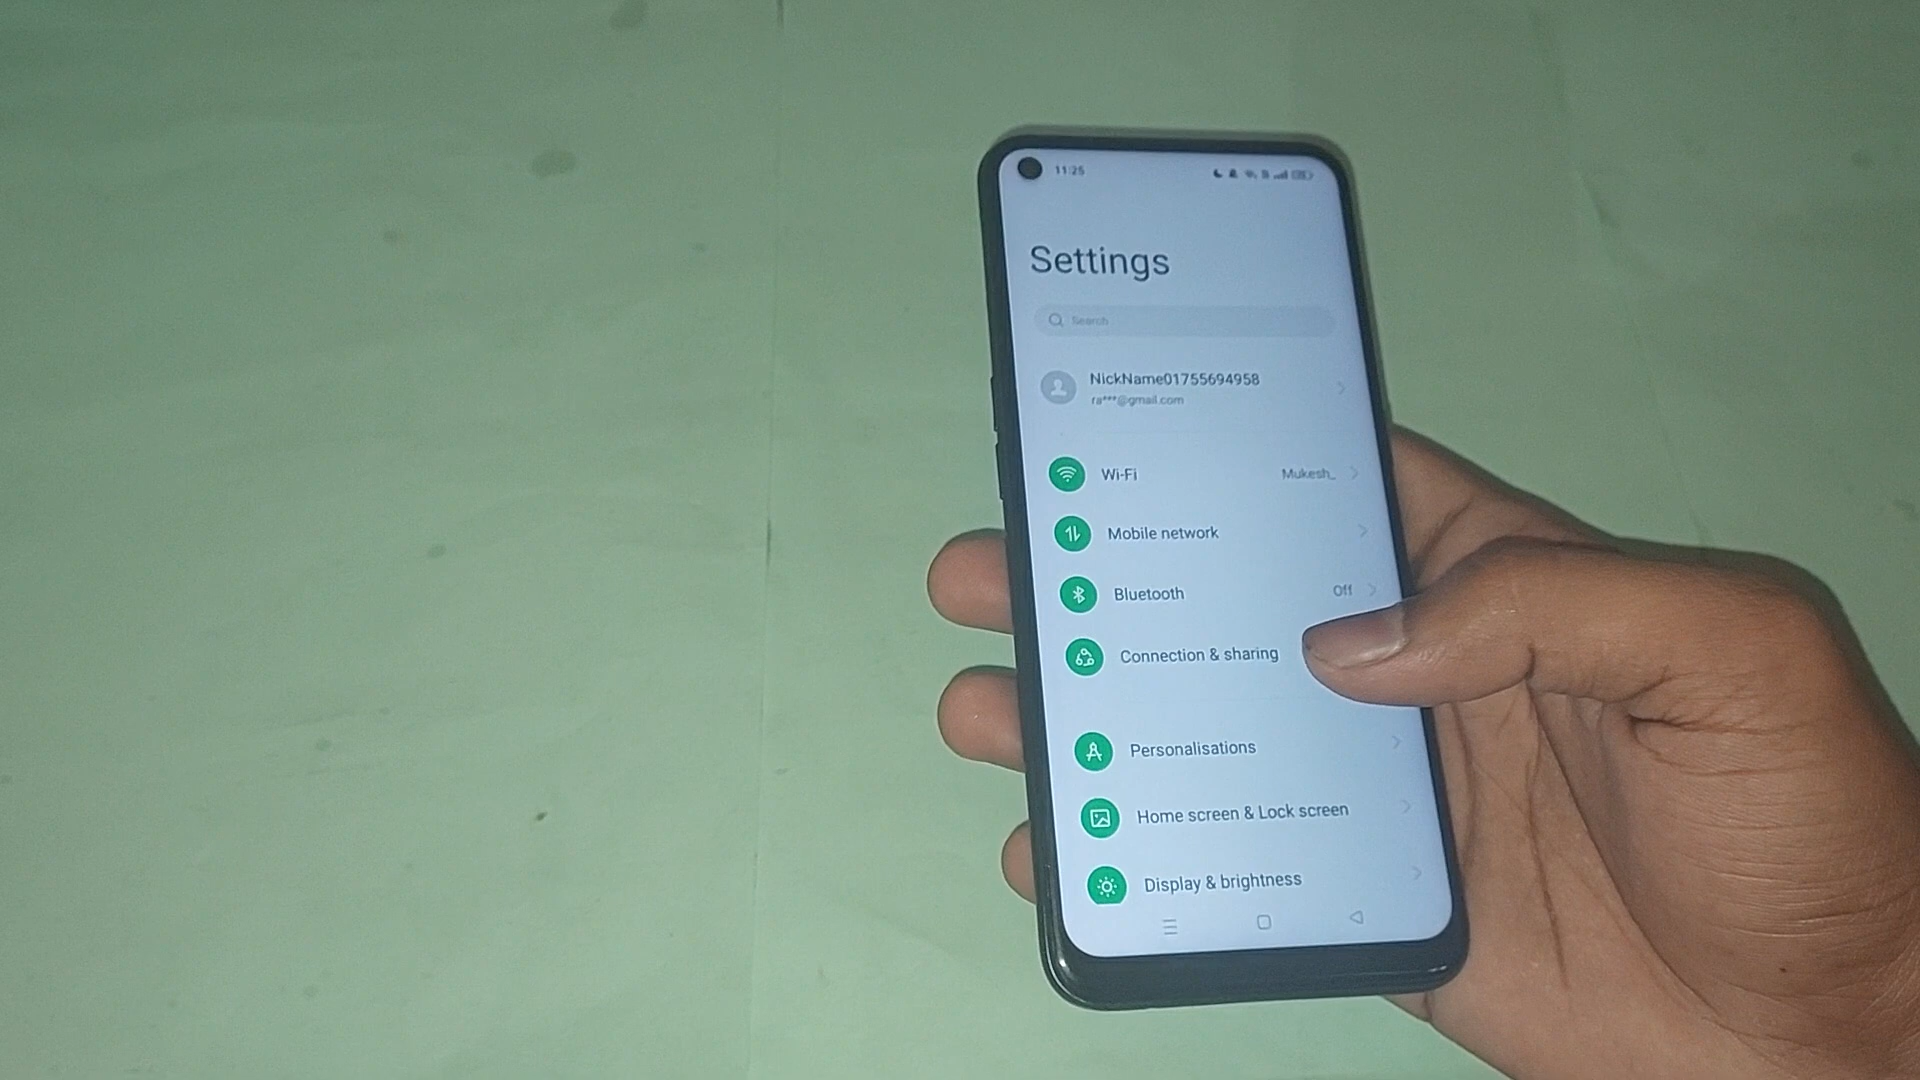 11:25
Settings
Search
NickName01755694958
ra***@gmail.com
Wi-Fi Mukesh_
Mobile network
Bluetooth Off
Connection & sharing
Personalisations
Home screen & Lock screen
Display & brightness